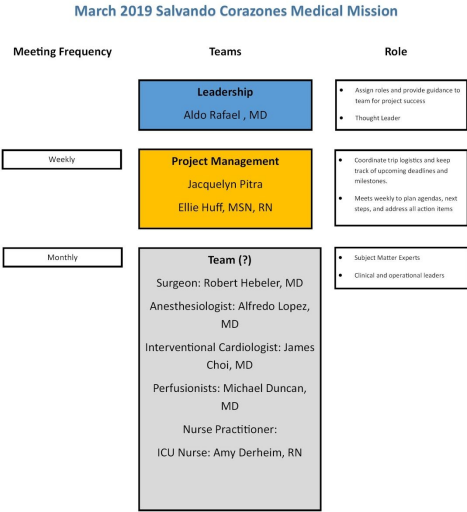 March 2019 Salvando Corazones Medical Mission
Meeting Frequency
Teams
Role
Leadership
Aldo Rafael , MD
• Assign roles and provide guidance to
team for project success
• Thought Leader
Weekly
Project Management
Jacquelyn Pitra
Ellie Huff, MSN, RN
• Coordinate trip logistics and keep
track of upcoming deadlines and
milestones.
• Meets weekly to plan agendas, next
steps, and address all action items
Monthly
Team (?)
Surgeon: Robert Hebeler, MD
Anesthesiologist: Alfredo Lopez,
MD
Interventional Cardiologist: James
Choi, MD
Perfusionists: Michael Duncan,
MD
Nurse Practitioner:
ICU Nurse: Amy Derheim, RN
• Subject Matter Experts
• Clinical and operational leaders